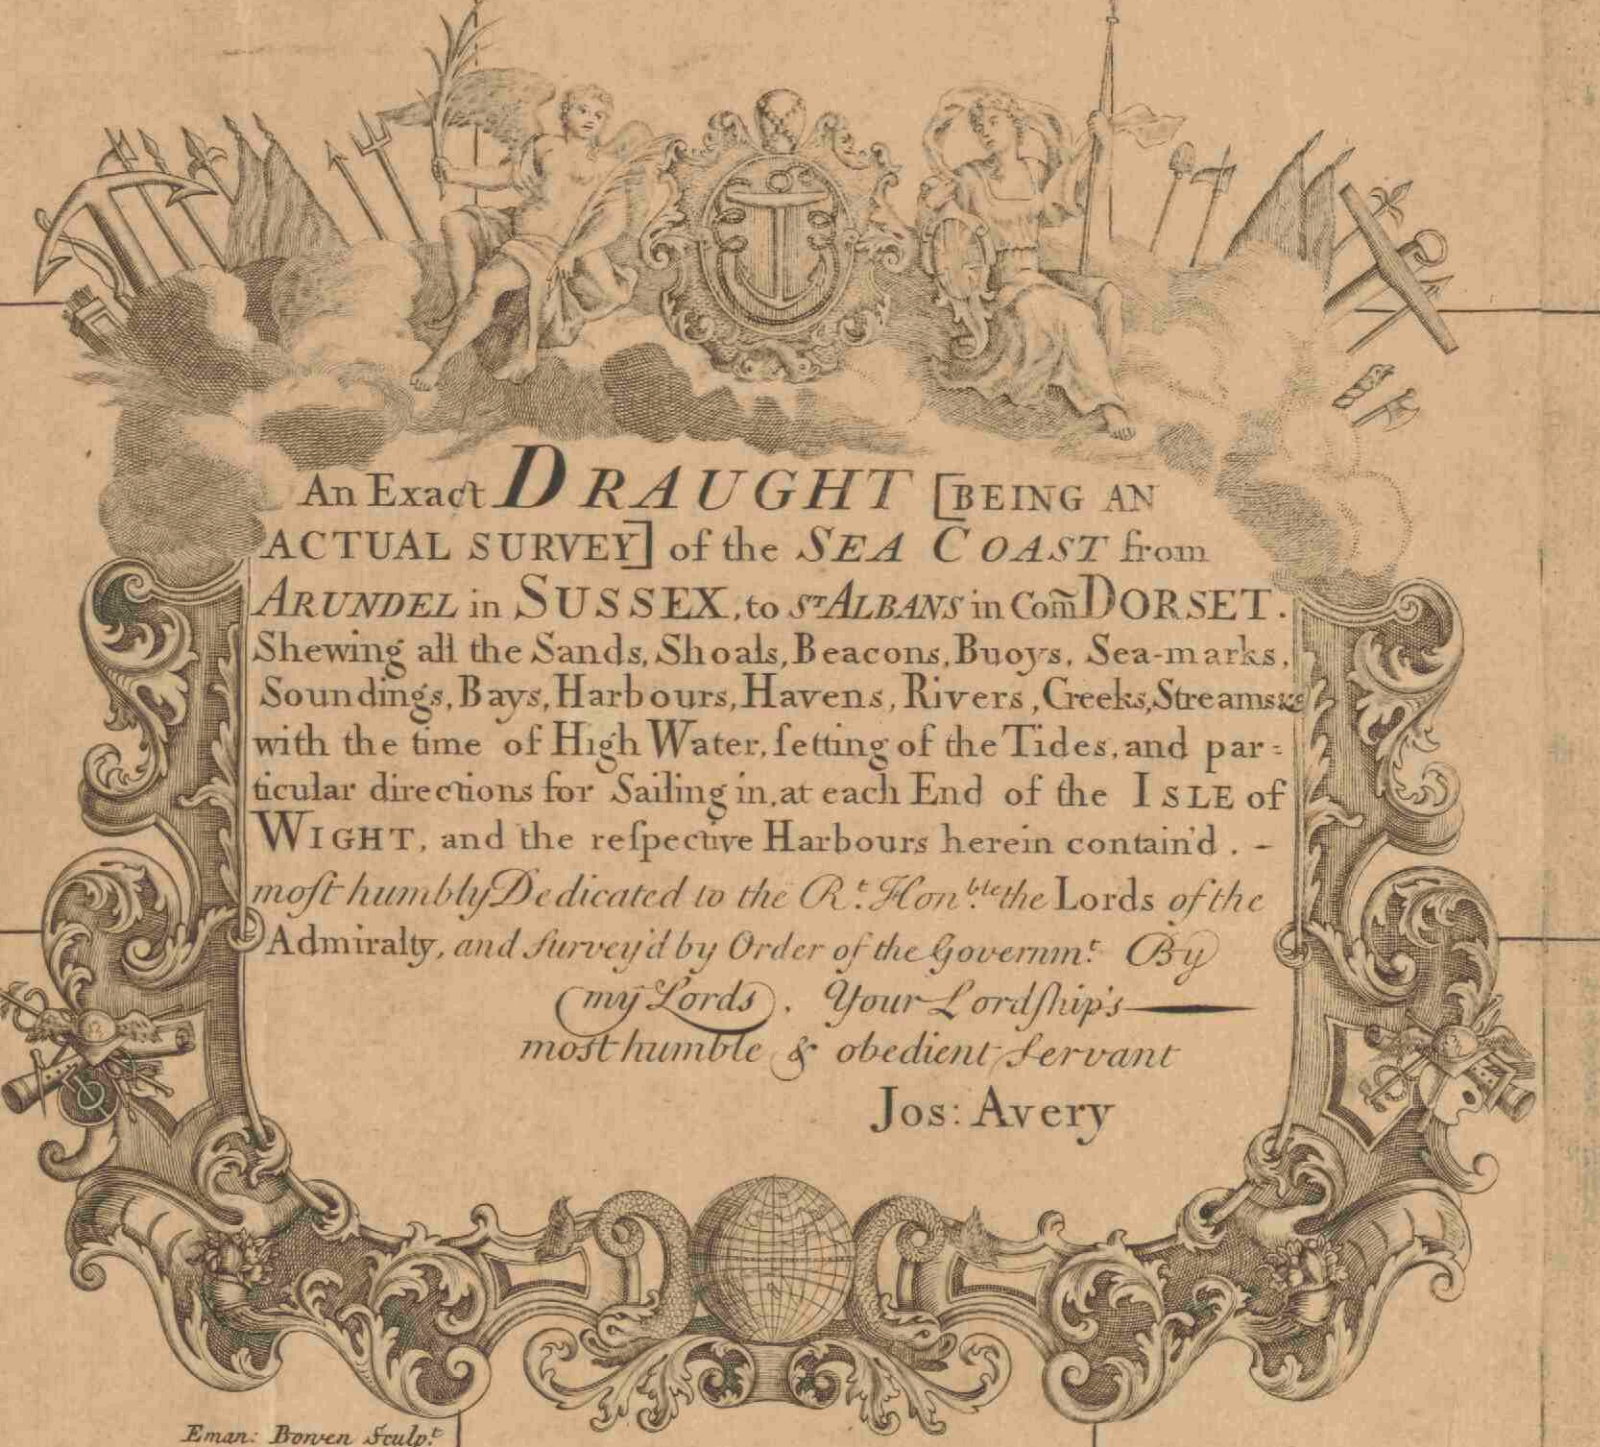 An Exact DRAUGHT [BEING AN
ACTUAL SURVEY] of the SEA COAST from
ARUNDEL in SUSSEX, to S^T ALBANS in Com̃ DORSET.
Shewing all the Sands, Shoals, Beacons, Buoys, Sea-marks,
Soundings, Bays, Harbours, Havens, Rivers, Creeks, Streams &c
with the time of High Water, ſetting of the Tides, and par=
ticular directions for Sailing in, at each End of the ISLE of
WIGHT, and the reſpective Harbours herein contain'd. -
moſt humbly Dedicated to the R^t. Hon^ble. the Lords of the
Admiralty, and Survey'd by Order of the Governm^t. By
my Lords, Your Lordſhip's
most humble & obedient Servant
Jos: Avery
Eman: Bowen Sculp.^t